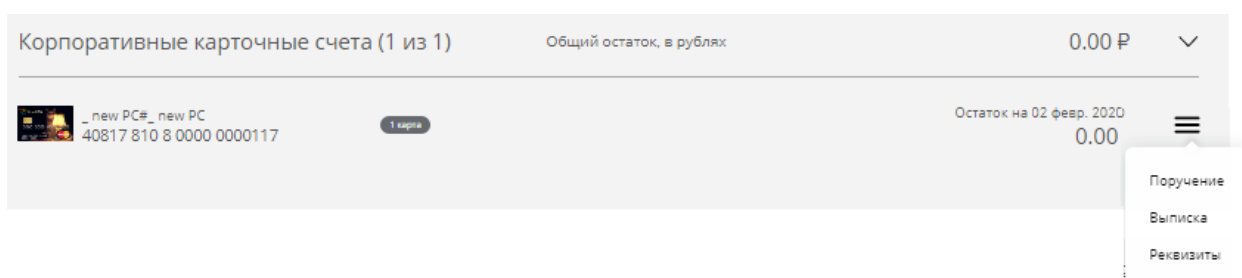 Корпоративные карточные счета (1 из 1) Общий остаток, в рублях 0.00 ₽
_ new PC#_ new PC Остаток на 02 февр. 2020
40817 810 8 0000 0000117 1 карта 0.00
Поручение
Выписка
Реквизиты